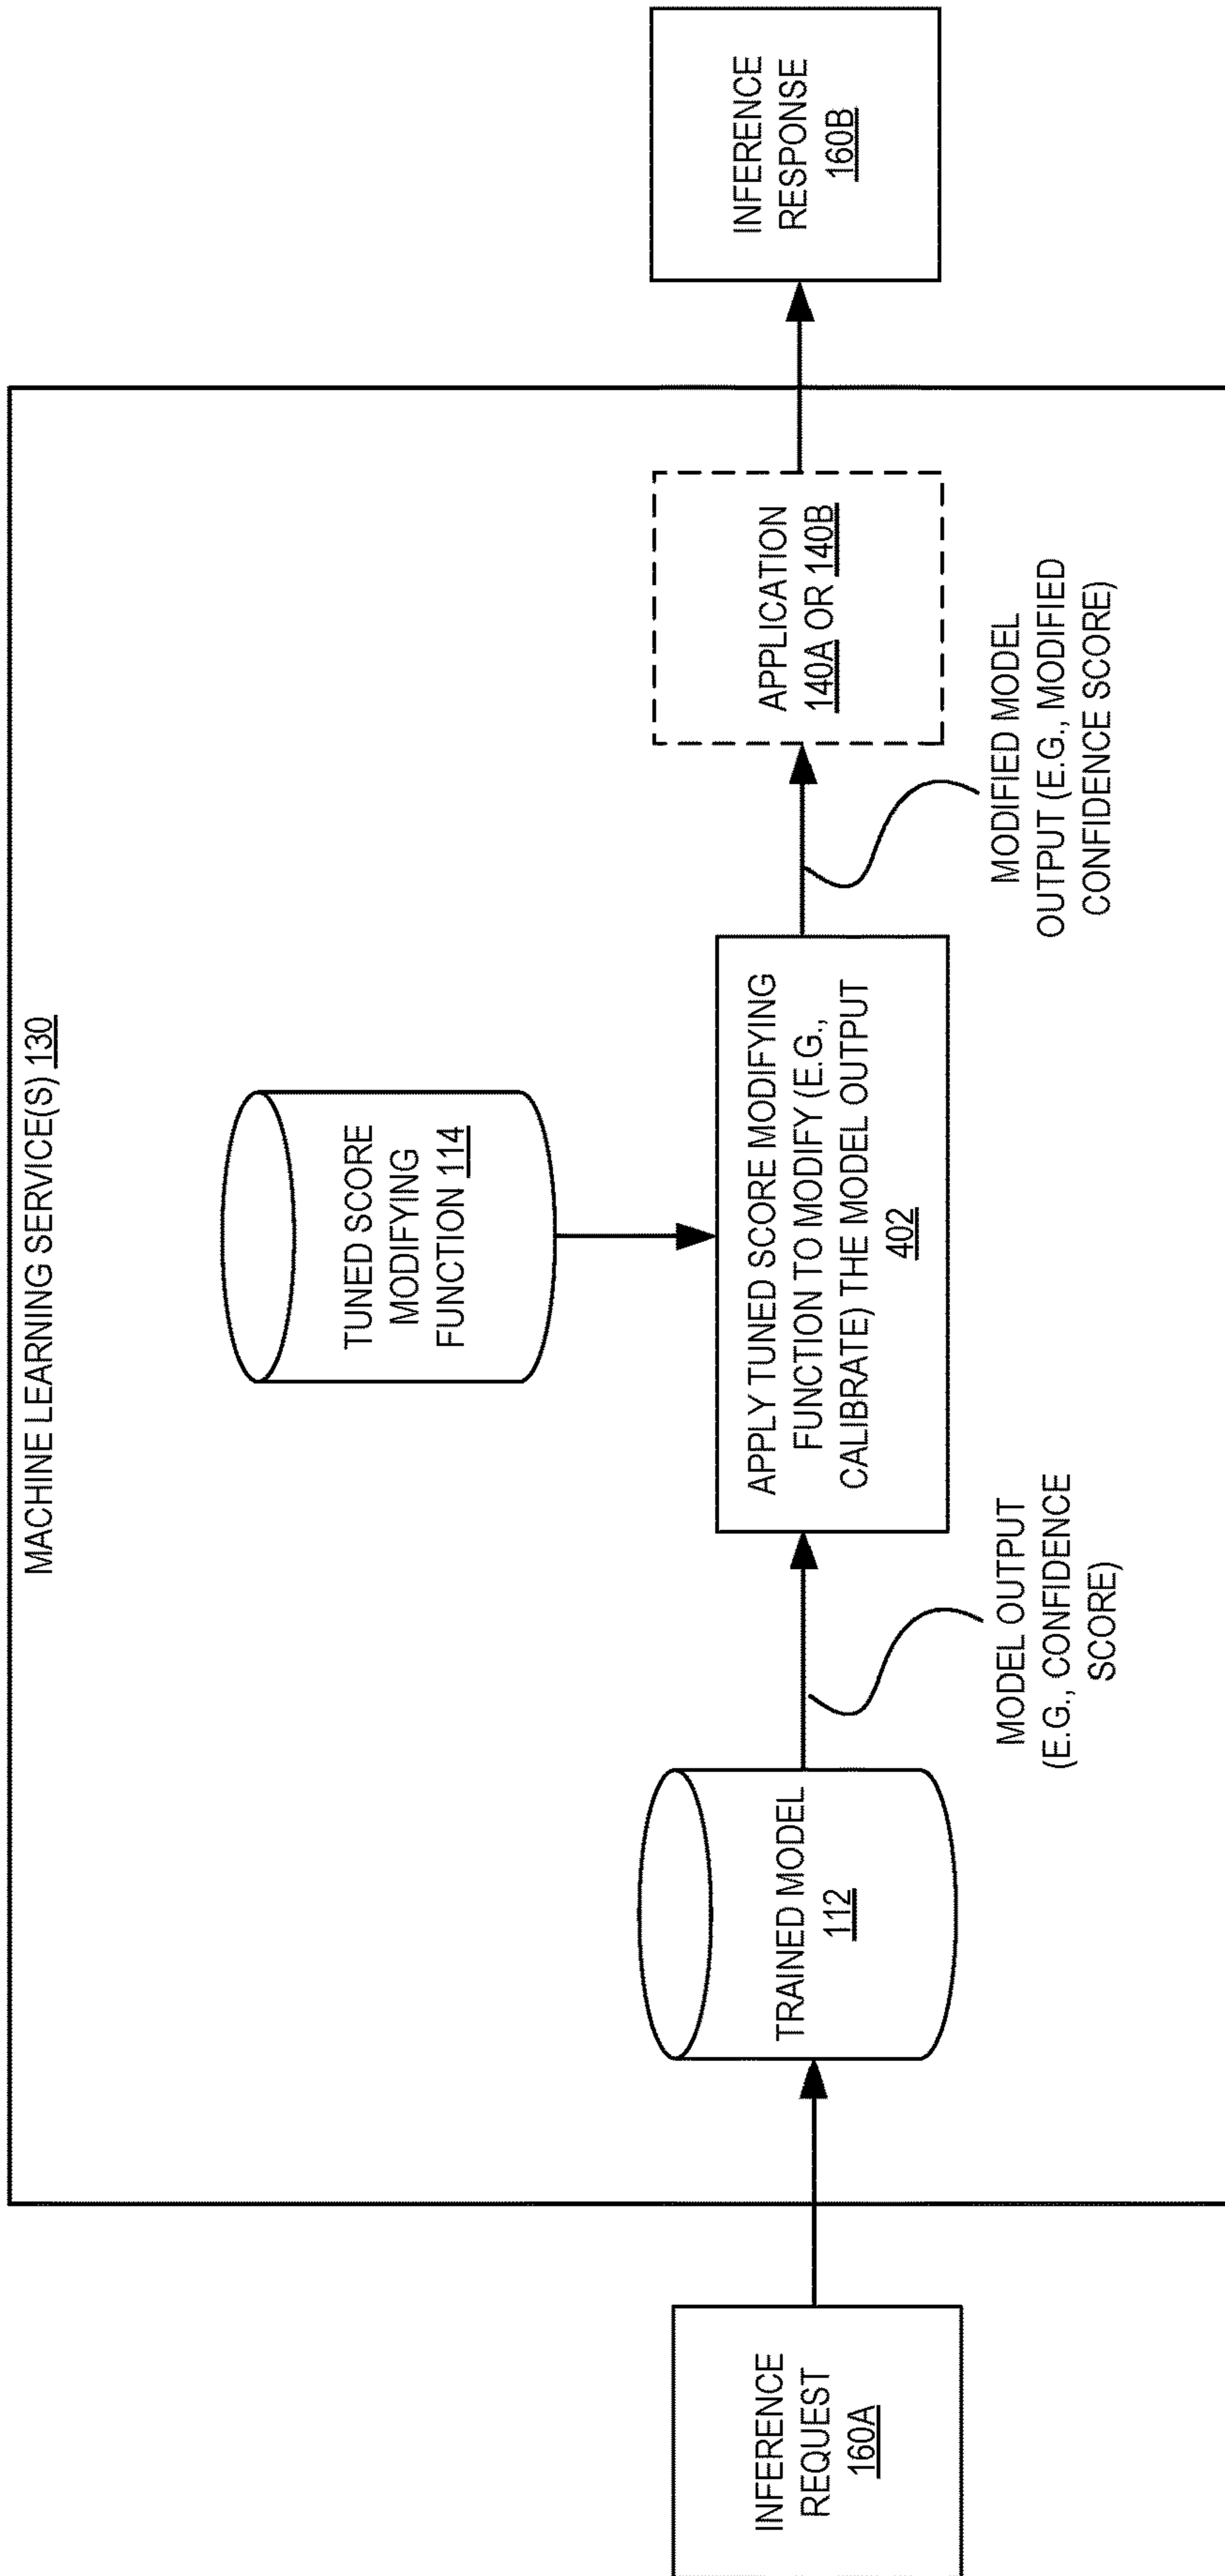 MACHINE LEARNING SERVICE(S) 130
TUNED SCORE
MODIFYING
FUNCTION 114
INFERENCE
REQUEST
160A
TRAINED MODEL
112
MODEL OUTPUT
(E.G., CONFIDENCE
SCORE)
APPLY TUNED SCORE MODIFYING
FUNCTION TO MODIFY (E.G.,
CALIBRATE) THE MODEL OUTPUT
402
MODIFIED MODEL
OUTPUT (E.G., MODIFIED
CONFIDENCE SCORE)
APPLICATION
140A OR 140B
INFERENCE
RESPONSE
160B